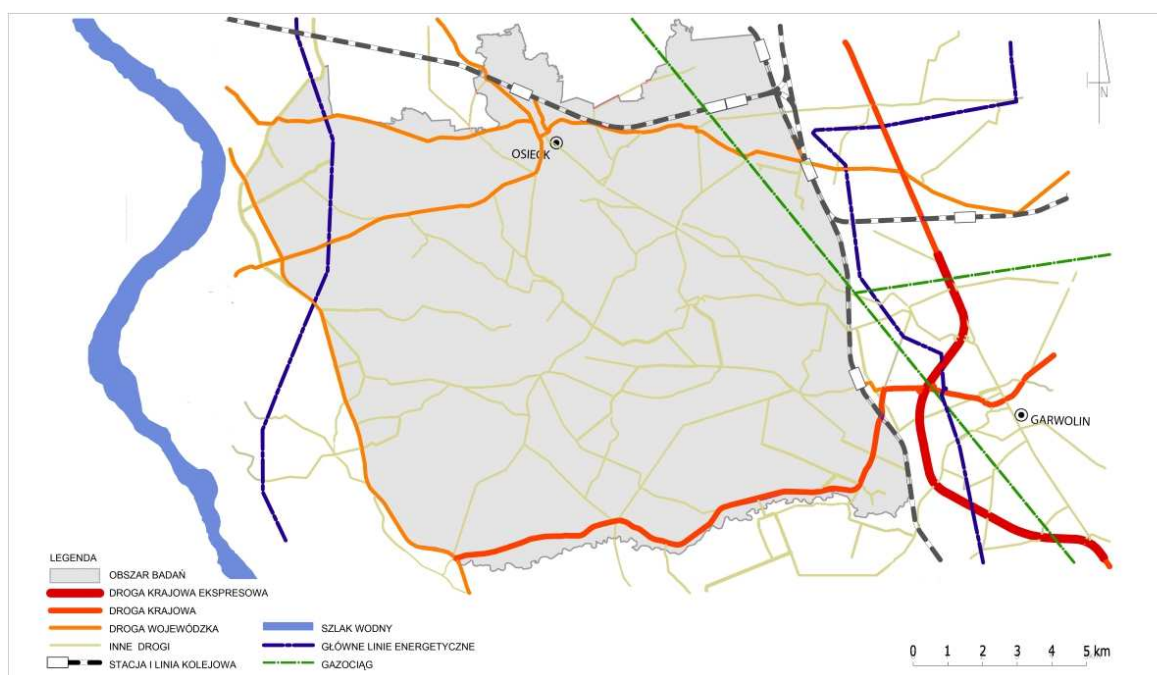 N
OSIECK
GARWOLIN
LEGENDA
OBSZAR BADAŃ
DROGA KRAJOWA EKSPRESOWA
DROGA KRAJOWA
DROGA WOJEWÓDZKA
INNE DROGI
STACJA I LINIA KOLEJOWA
SZLAK WODNY
GŁÓWNE LINIE ENERGETYCZNE
GAZOCIĄG
0 1 2 3 4 5 km